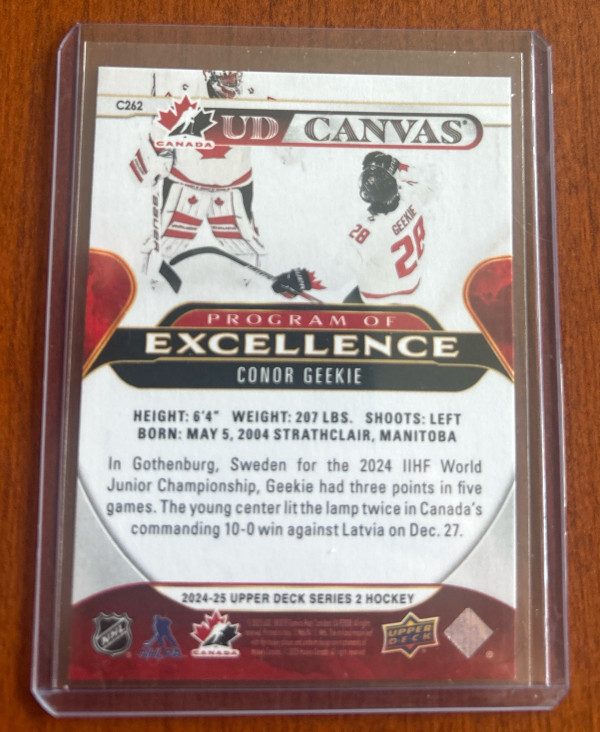 C262
CANADA
UD CANVAS
BAUER
GEEKIE
28
28
PROGRAM OF
EXCELLENCE
CONOR GEEKIE
HEIGHT: 6'4" WEIGHT: 207 LBS. SHOOTS: LEFT
BORN: MAY 5, 2004 STRATHCLAIR, MANITOBA
In Gothenburg, Sweden for the 2024 IIHF World
Junior Championship, Geekie had three points in five
games. The young center lit the lamp twice in Canada's
commanding 10-0 win against Latvia on Dec. 27.
2024-25 UPPER DECK SERIES 2 HOCKEY
NHL
CANADA
UPPER
DECK